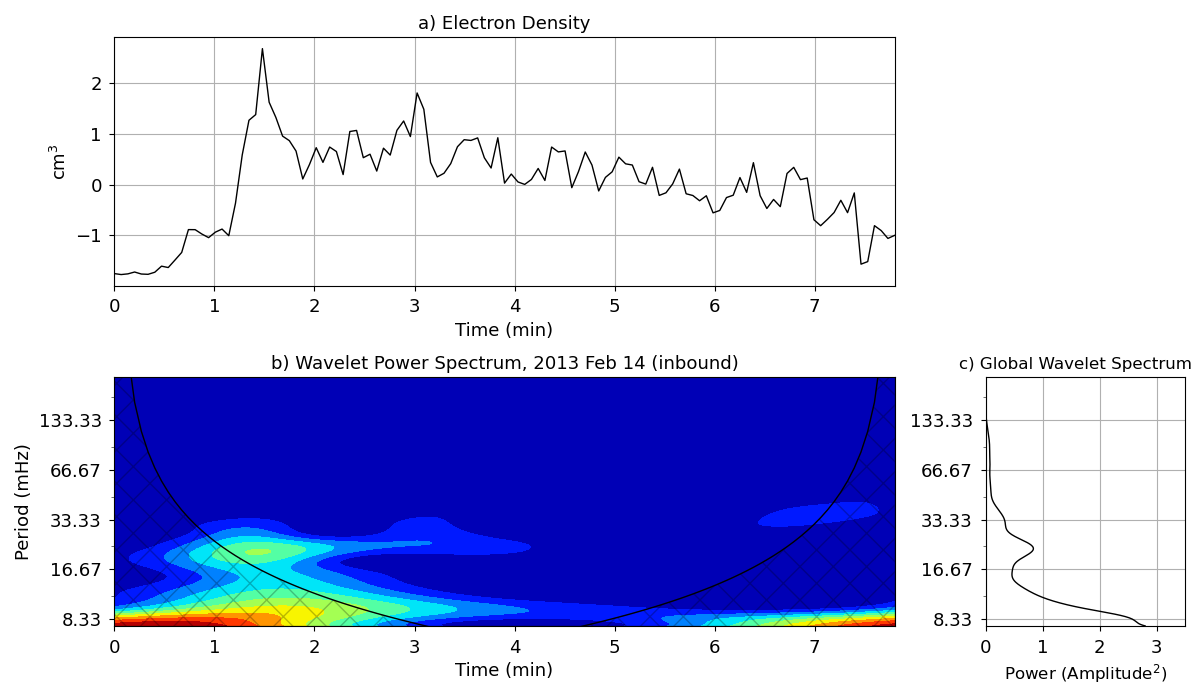 a) Electron Density
cm³
2
1
0
−1
0 1 2 3 4 5 6 7
Time (min)
b) Wavelet Power Spectrum, 2013 Feb 14 (inbound)
Period (mHz)
133.33
66.67
33.33
16.67
8.33
0 1 2 3 4 5 6 7
Time (min)
c) Global Wavelet Spectrum
133.33
66.67
33.33
16.67
8.33
0 1 2 3
Power (Amplitude²)